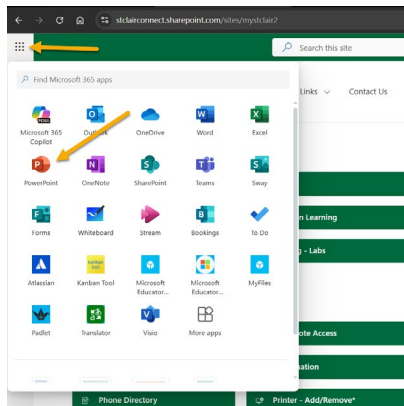 stclairconnect.sharepoint.com/sites/mystclair2
Search this site
Find Microsoft 365 apps
Links
Contact Us
Microsoft 365 Copilot
Outlook
OneDrive
Word
Excel
PowerPoint
OneNote
SharePoint
Teams
Sway
n Learning
Forms
Whiteboard
Stream
Bookings
To Do
g - Labs
Atlassian
Kanban Tool
Microsoft Educator...
Microsoft Educator...
MyFiles
Padlet
Translator
Visio
More apps
ote Access
ation
Phone Directory
Printer - Add/Remove*